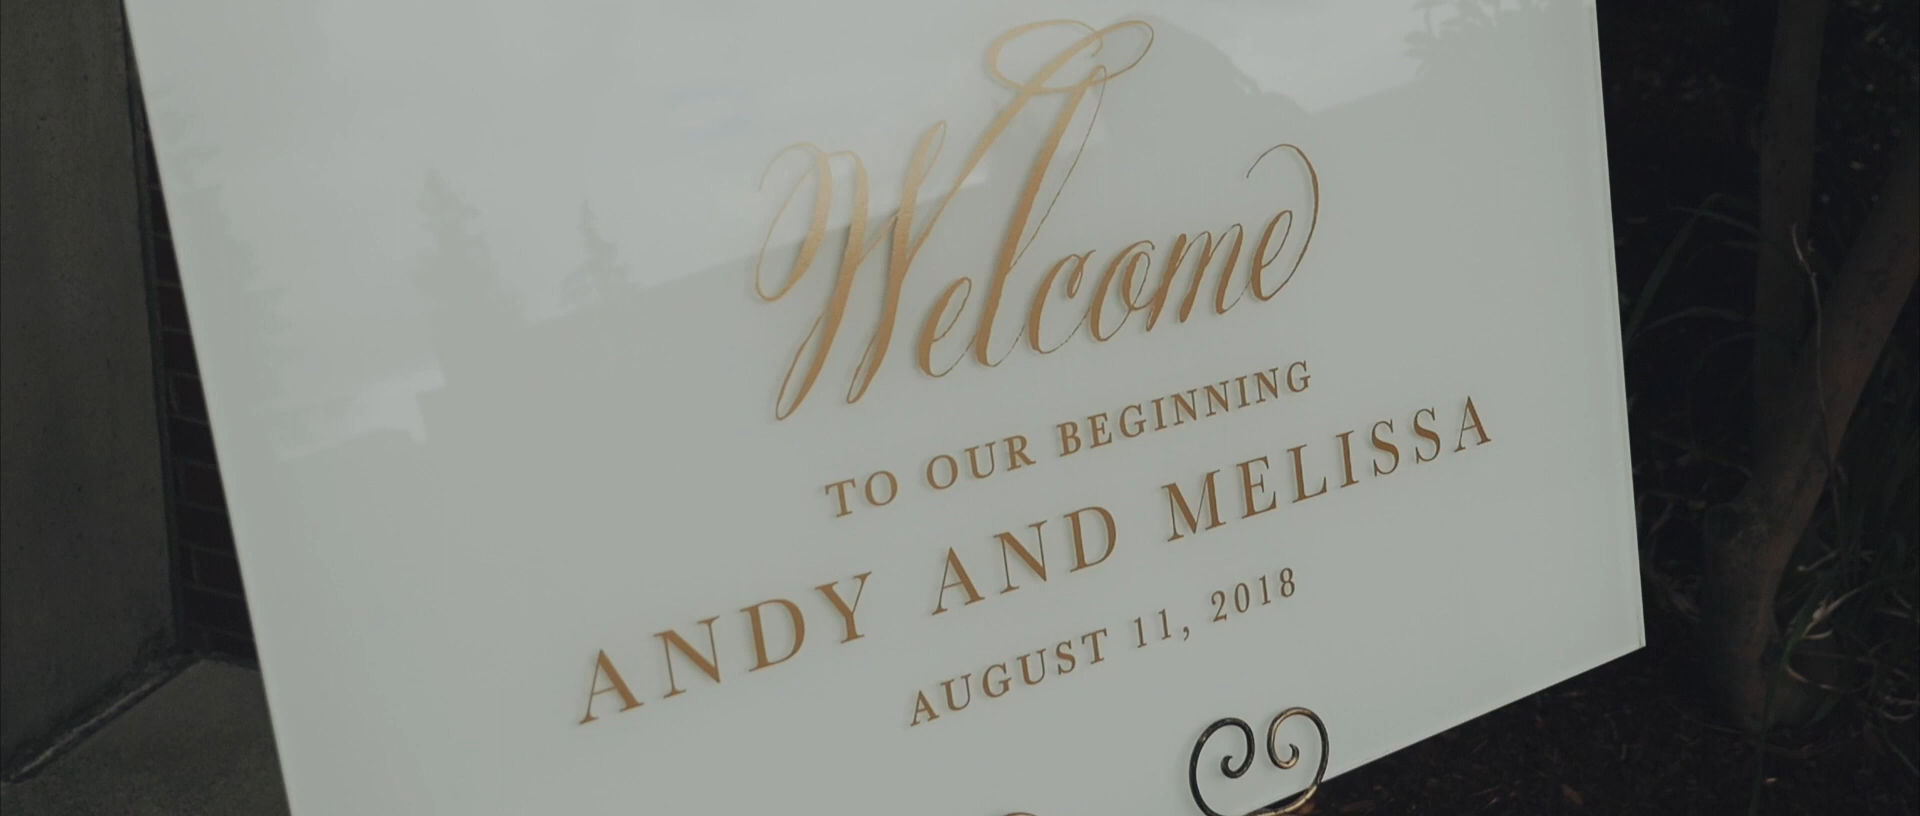 Welcome
TO OUR BEGINNING
ANDY AND MELISSA
AUGUST 11, 2018